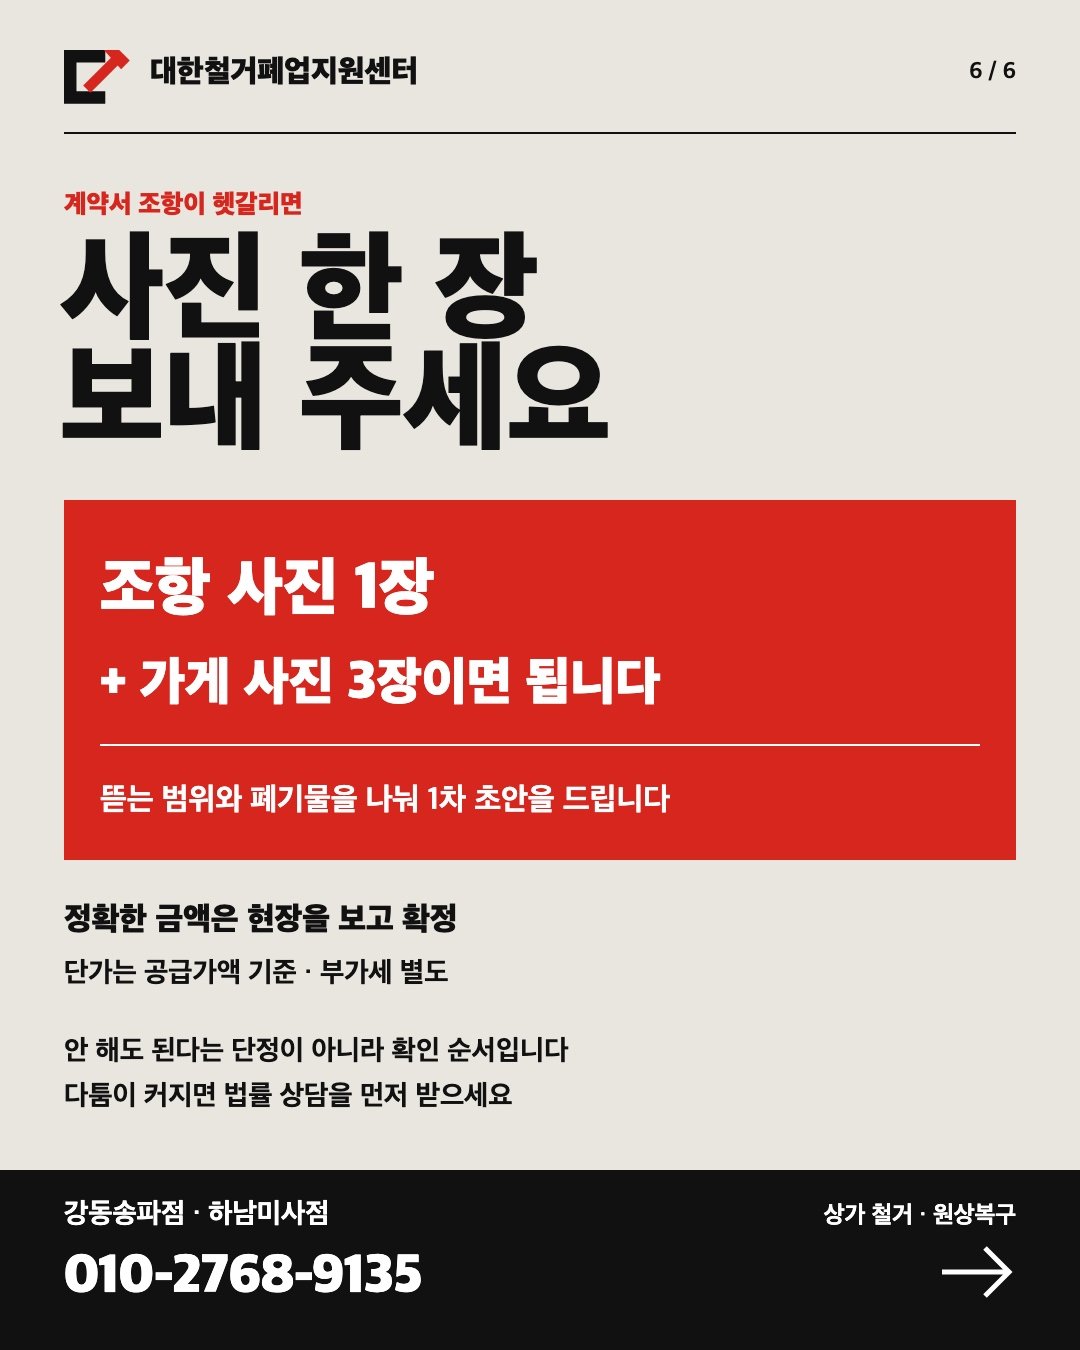 대한철거폐업지원센터
6 / 6
계약서 조항이 헷갈리면
사진 한 장
보내 주세요
조항 사진 1장
+ 가게 사진 3장이면 됩니다
뜯는 범위와 폐기물을 나눠 1차 초안을 드립니다
정확한 금액은 현장을 보고 확정
단가는 공급가액 기준 · 부가세 별도
안 해도 된다는 단정이 아니라 확인 순서입니다
다툼이 커지면 법률 상담을 먼저 받으세요
강동송파점 · 하남미사점
상가 철거 · 원상복구
010-2768-9135